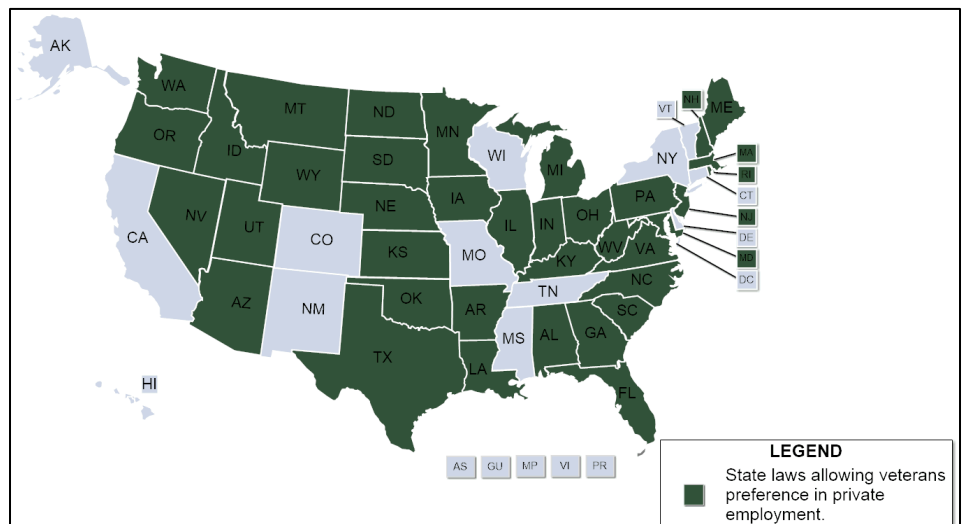 AK
WA
MT
ND
MN
VT
NH
ME
OR
ID
SD
WI
MI
NY
MA
RI
WY
IA
PA
CT
NV
NE
IL
IN
OH
NJ
CA
UT
CO
KS
MO
KY
WV
VA
DE
MD
DC
AZ
NM
OK
AR
TN
NC
SC
TX
LA
MS
AL
GA
FL
HI
AS GU MP VI PR
LEGEND
State laws allowing veterans
preference in private
employment.